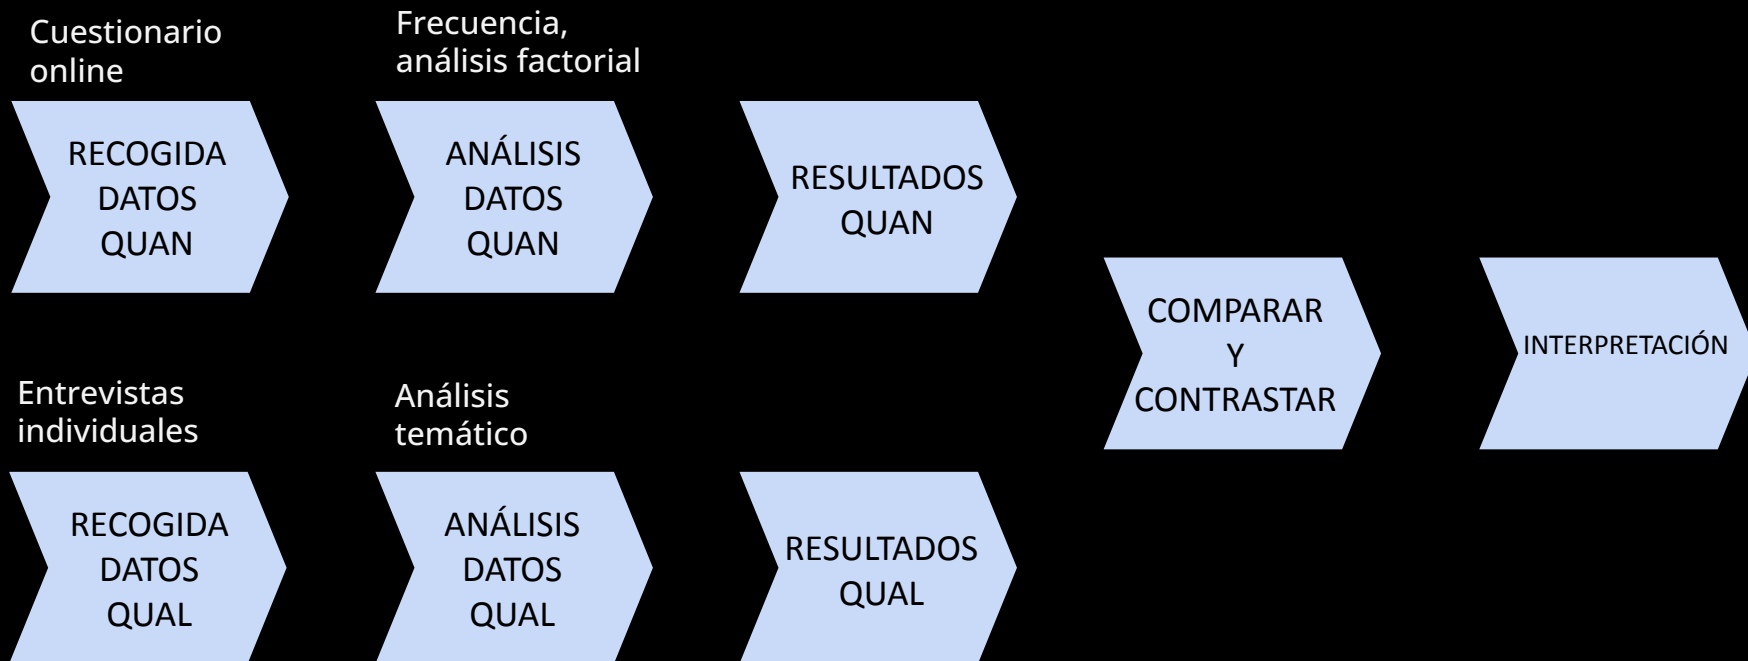 Cuestionario
online
Frecuencia,
análisis factorial
RECOGIDA
DATOS
QUAN
ANÁLISIS
DATOS
QUAN
RESULTADOS
QUAN
Entrevistas
individuales
Análisis
temático
RECOGIDA
DATOS
QUAL
ANÁLISIS
DATOS
QUAL
RESULTADOS
QUAL
COMPARAR
Y
CONTRASTAR
INTERPRETACIÓN